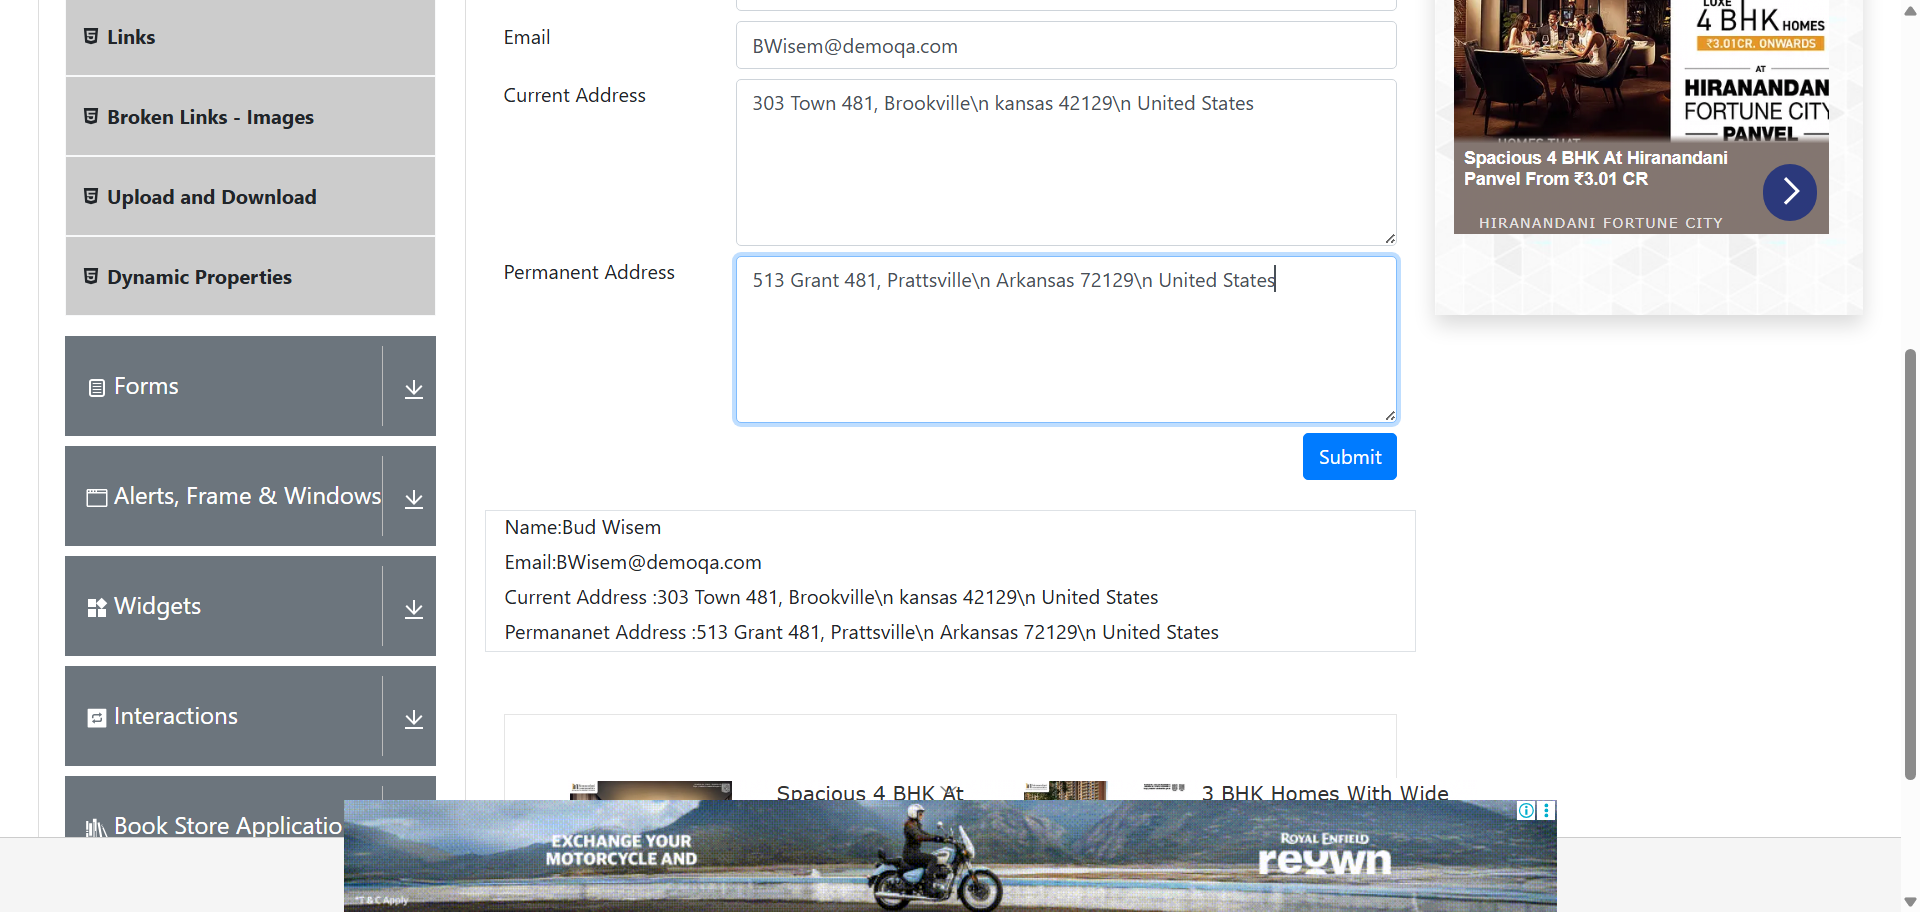 Links
Broken Links - Images
Upload and Download
Dynamic Properties
Forms
Alerts, Frame & Windows
Widgets
Interactions
Book Store Applicatio
Email
BWisem@demoqa.com
Current Address
303 Town 481, Brookville\n kansas 42129\n United States
Permanent Address
513 Grant 481, Prattsville\n Arkansas 72129\n United States
Submit
Name:Bud Wisem
Email:BWisem@demoqa.com
Current Address :303 Town 481, Brookville\n kansas 42129\n United States
Permananet Address :513 Grant 481, Prattsville\n Arkansas 72129\n United States
Spacious 4 BHK At
3 BHK Homes With Wide
LUXE
4 BHK HOMES
₹3.01CR. ONWARDS
AT
HIRANANDAN
FORTUNE CITY
PANVEL
HOMES THAT
Spacious 4 BHK At Hiranandani
Panvel From ₹3.01 CR
HIRANANDANI FORTUNE CITY
EXCHANGE YOUR
MOTORCYCLE AND
*T & C Apply
ROYAL ENFIELD
reown